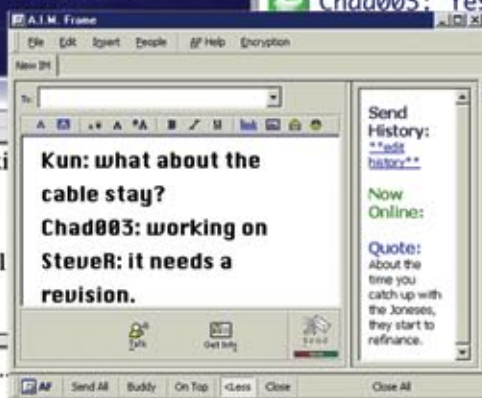 Chad003: Yes
A.I.M. Frame
File Edit Insert People AP Help Encryption
New IM
To:
A A A A A B I U link
Kun: what about the
cable stay?
Chad003: working on
SteveR: it needs a
revision.
Send
History:
**edit
history**
Now
Online:
Quote:
About the
time you
catch up with
the Joneses,
they start to
refinance.
Talk Get Info Send
AF Send All Buddy On Top <Less Close Close All